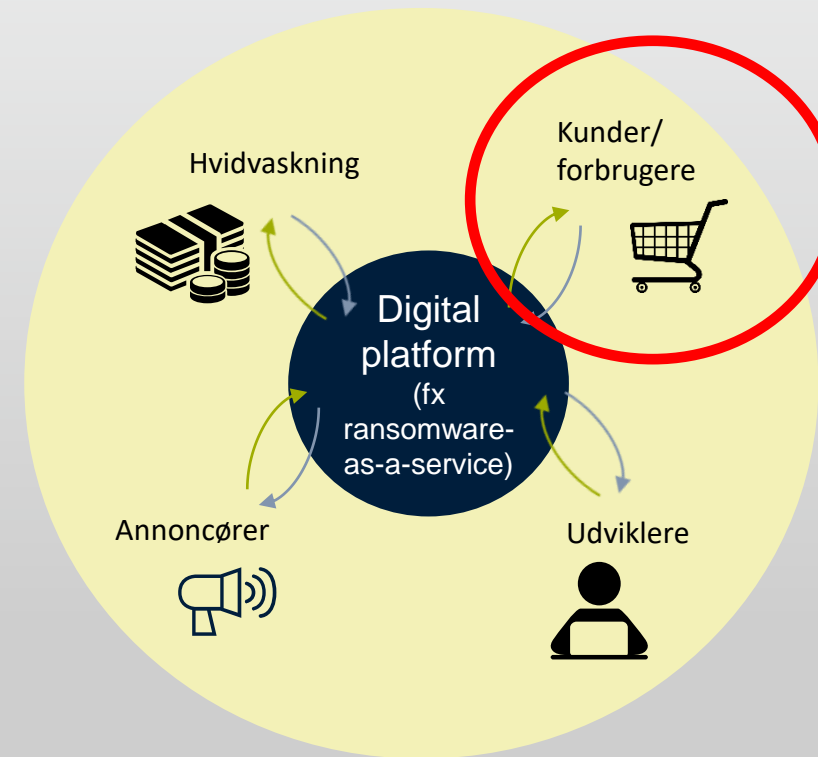 Kunder/
forbrugere
Hvidvaskning
Digital
platform
(fx
ransomware-
as-a-service)
Annoncører
Udviklere